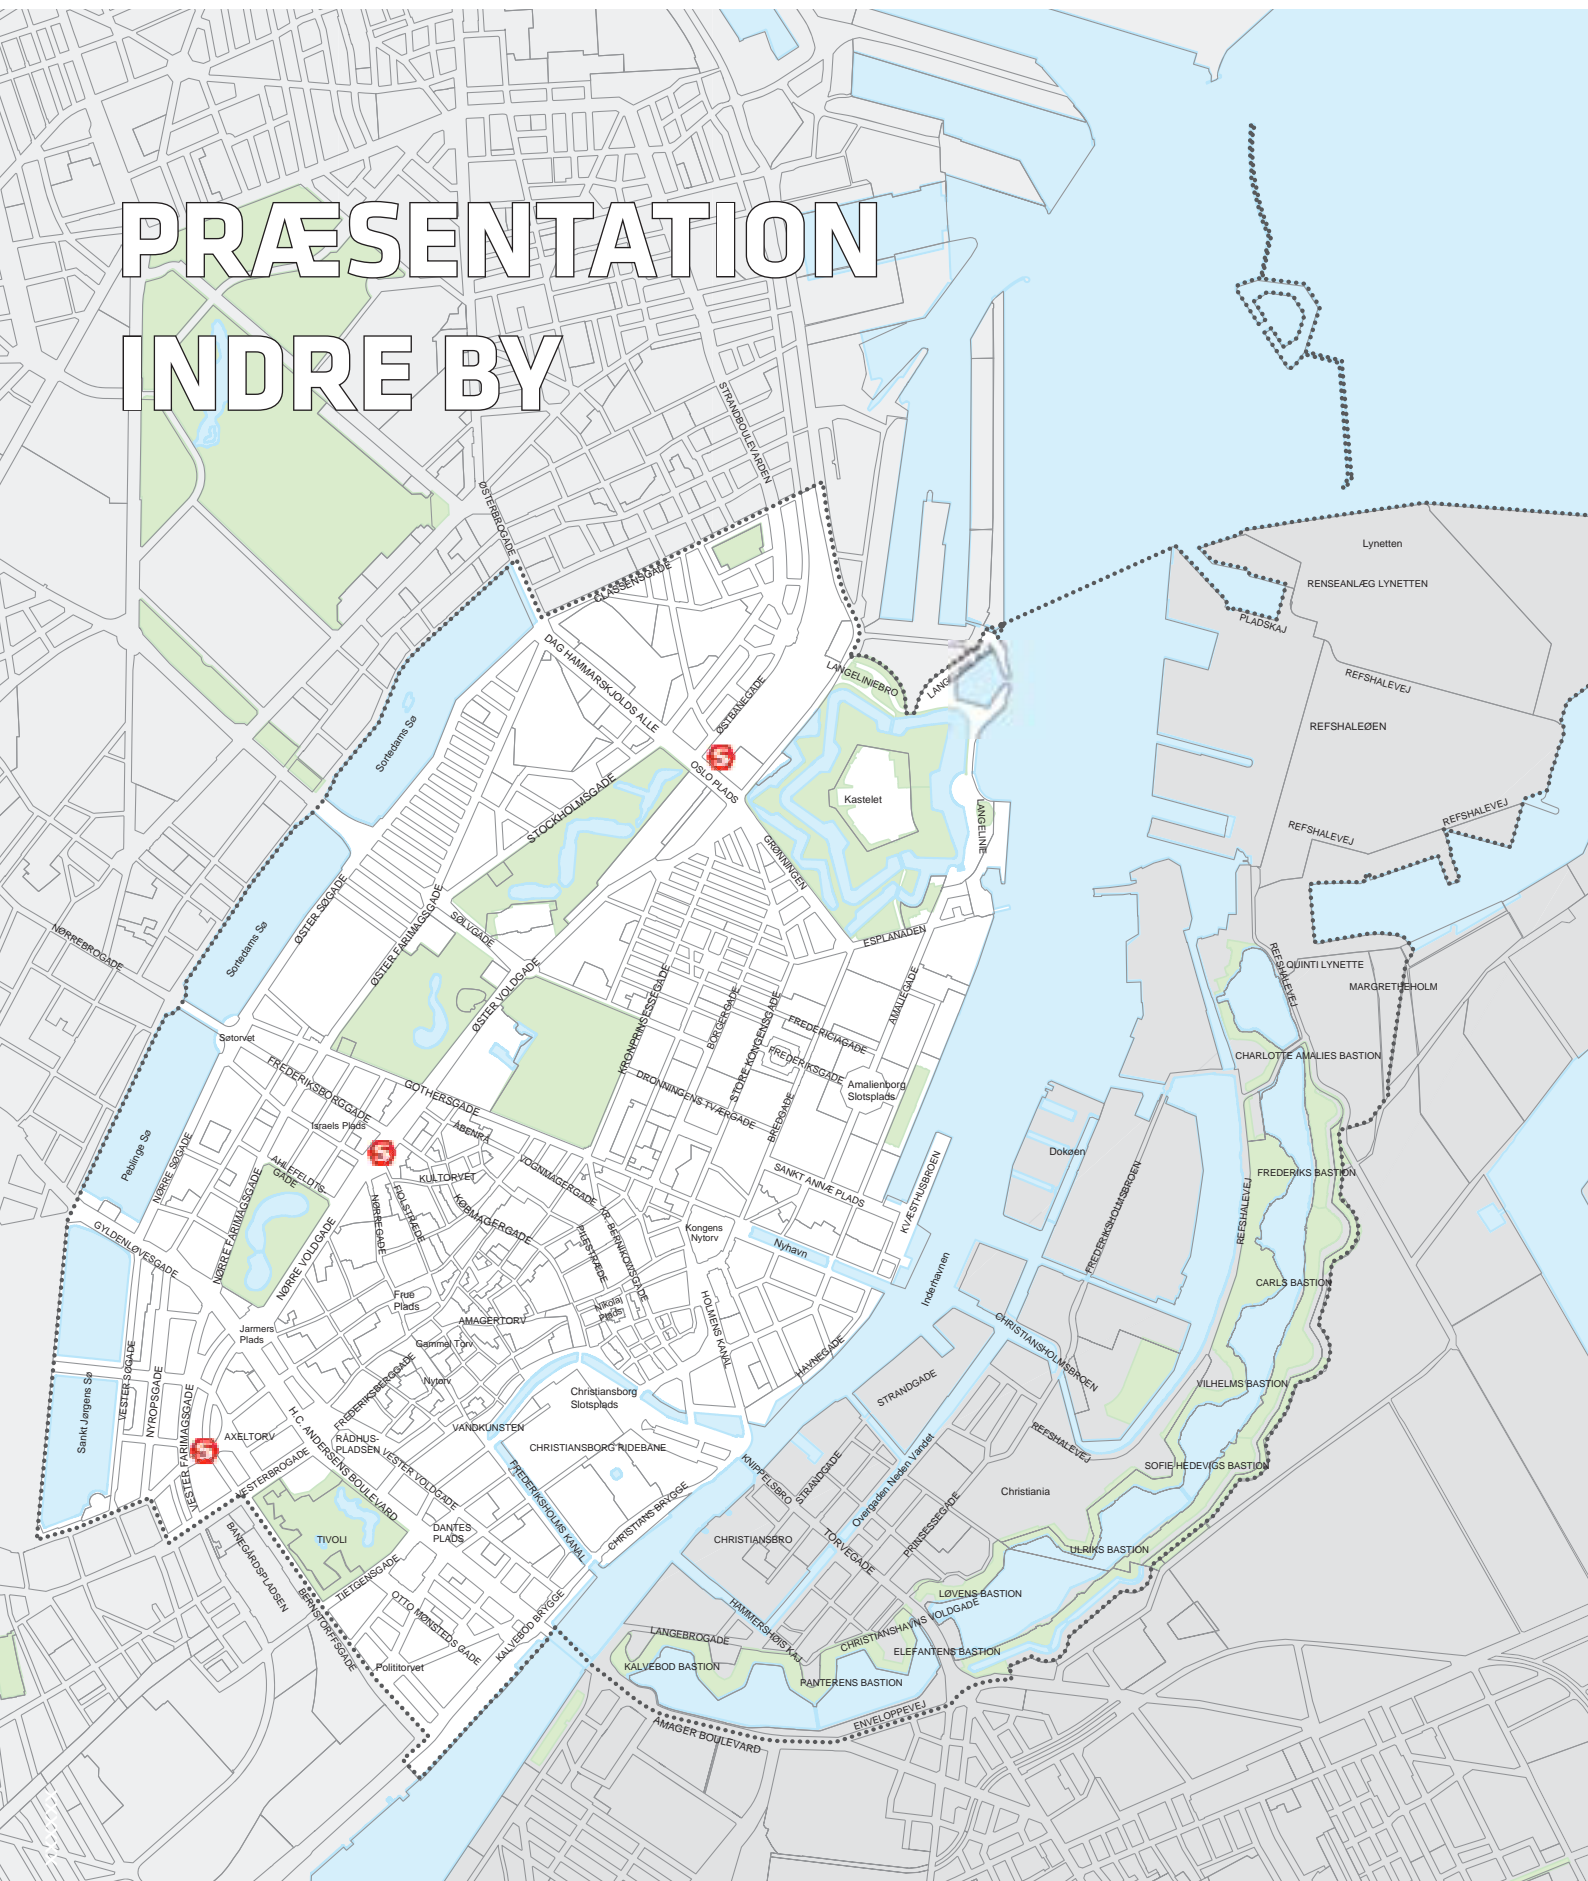 PRÆSENTATION
INDRE BY
STRANDBOULEVARDEN
ØSTERBROGADE
CLASSENSGADE
Lynetten
RENSEANLÆG LYNETTEN
PLADSKAJ
REFSHALEVEJ
REFSHALEØEN
REFSHALEVEJ
REFSHALEVEJ
DAG HAMMARSKJOLDS ALLE
ØSTBANEGADE
LANGELINIEBRO
Sortedams Sø
S
OSLO PLADS
STOCKHOLMSGADE
Kastelet
LANGELINIE
GRØNNINGEN
ØSTER SØGADE
ØSTER FARIMAGSGADE
SØLVGADE
ESPLANADEN
NØRREBROGADE
Sortedams Sø
ØSTER VOLDGADE
REFSHALEVEJ
QUINTI LYNETTE
MARGRETHEHOLM
KRONPRINSESSEGADE
BORGERGADE
STORE KONGENSGADE
AMALIEGADE
FREDERICIAGADE
FREDERIKSGADE
Søtorvet
FREDERIKSBORGGADE
GOTHERSGADE
DRONNINGENS TVÆRGADE
BREDGADE
Amalienborg
Slotsplads
CHARLOTTE AMALIES BASTION
Israels Plads
ÅBENRÅ
S
Peblinge Sø
NØRRE SØGADE
AHLEFELDTS-
GADE
KULTORVET
VOGNMAGERGADE
SANKT ANNÆ PLADS
KVÆSTHUSBROEN
Dokøen
FREDERIKSHOLMSBROEN
REFSHALEVEJ
FREDERIKS BASTION
NØRRE FARIMAGSGADE
NØRREGADE
FIOLSTRÆDE
KØBMAGERGADE
PILESTRÆDE
KR. BERNIKOWSGADE
Kongens
Nytorv
Nyhavn
GYLDENLØVESGADE
NØRRE VOLDGADE
Inderhavnen
CARLS BASTION
Frue
Plads
Nikolaj
Plads
HOLMENS KANAL
AMAGERTORV
Jarmers
Plads
Gammel Torv
HAVNEGADE
CHRISTIANSHOLMSBROEN
Nytorv
FREDERIKSBERGGADE
Christiansborg
Slotsplads
STRANDGADE
VILHELMS BASTION
Sankt Jørgens Sø
VESTER SØGADE
NYROPSGADE
VESTER FARIMAGSGADE
AXELTORV
H.C. ANDERSENS BOULEVARD
RÅDHUS-
PLADSEN
VANDKUNSTEN
CHRISTIANSBORG RIDEBANE
S
VESTERBROGADE
VESTER VOLDGADE
FREDERIKSHOLMS KANAL
KNIPPELSBRO
STRANDGADE
Overgaden Neden Vandet
REFSHALEVEJ
SOFIE HEDEVIGS BASTION
Christiania
CHRISTIANS BRYGGE
TIVOLI
DANTES
PLADS
CHRISTIANSBRO
TORVEGADE
PRINSESSEGADE
ULRIKS BASTION
BANEGÅRDSPLADSEN
TIETGENSGADE
BERNSTORFFSGADE
OTTO MØNSTEDS GADE
KALVEBOD BRYGGE
LØVENS BASTION
HAMMERSHØIS KAJ
CHRISTIANSHAVNS VOLDGADE
LANGEBROGADE
ELEFANTENS BASTION
Polititorvet
KALVEBOD BASTION
PANTERENS BASTION
ENVELOPPEVEJ
AMAGER BOULEVARD